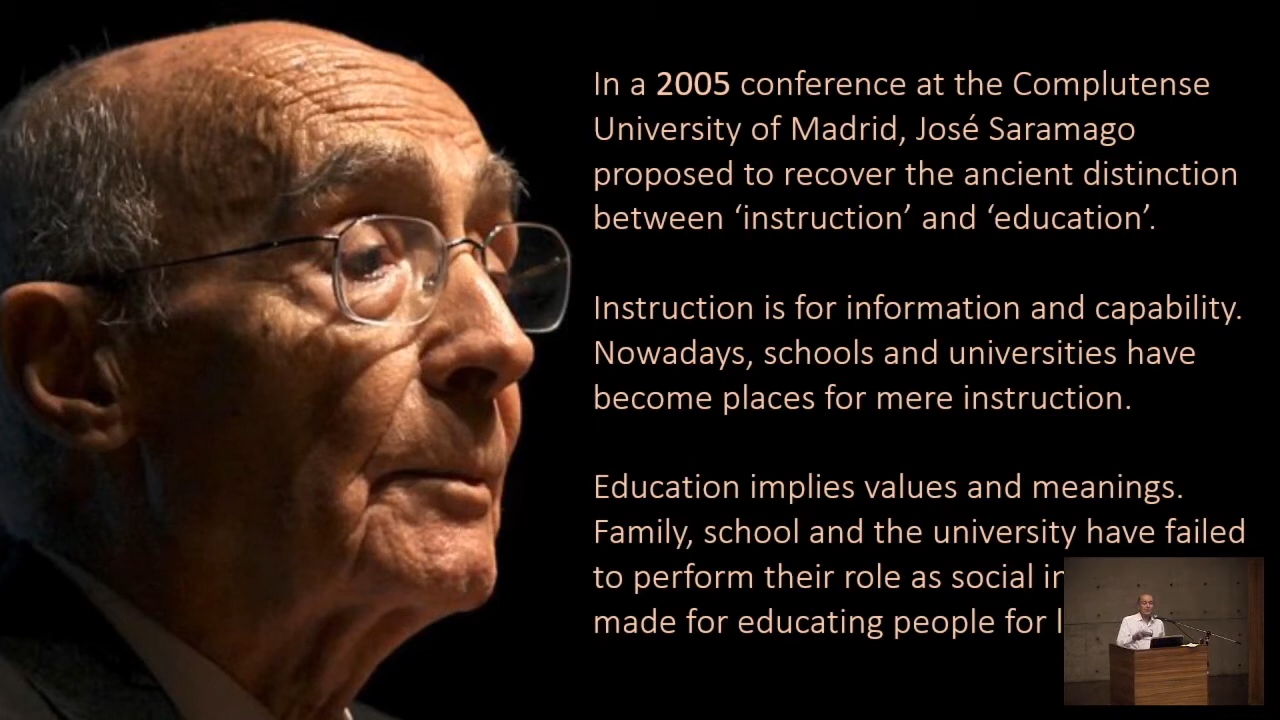 In a 2005 conference at the Complutense
University of Madrid, José Saramago
proposed to recover the ancient distinction
between ‘instruction’ and ‘education’.
Instruction is for information and capability.
Nowadays, schools and universities have
become places for mere instruction.
Education implies values and meanings.
Family, school and the university have failed
to perform their role as social
made for educating people for